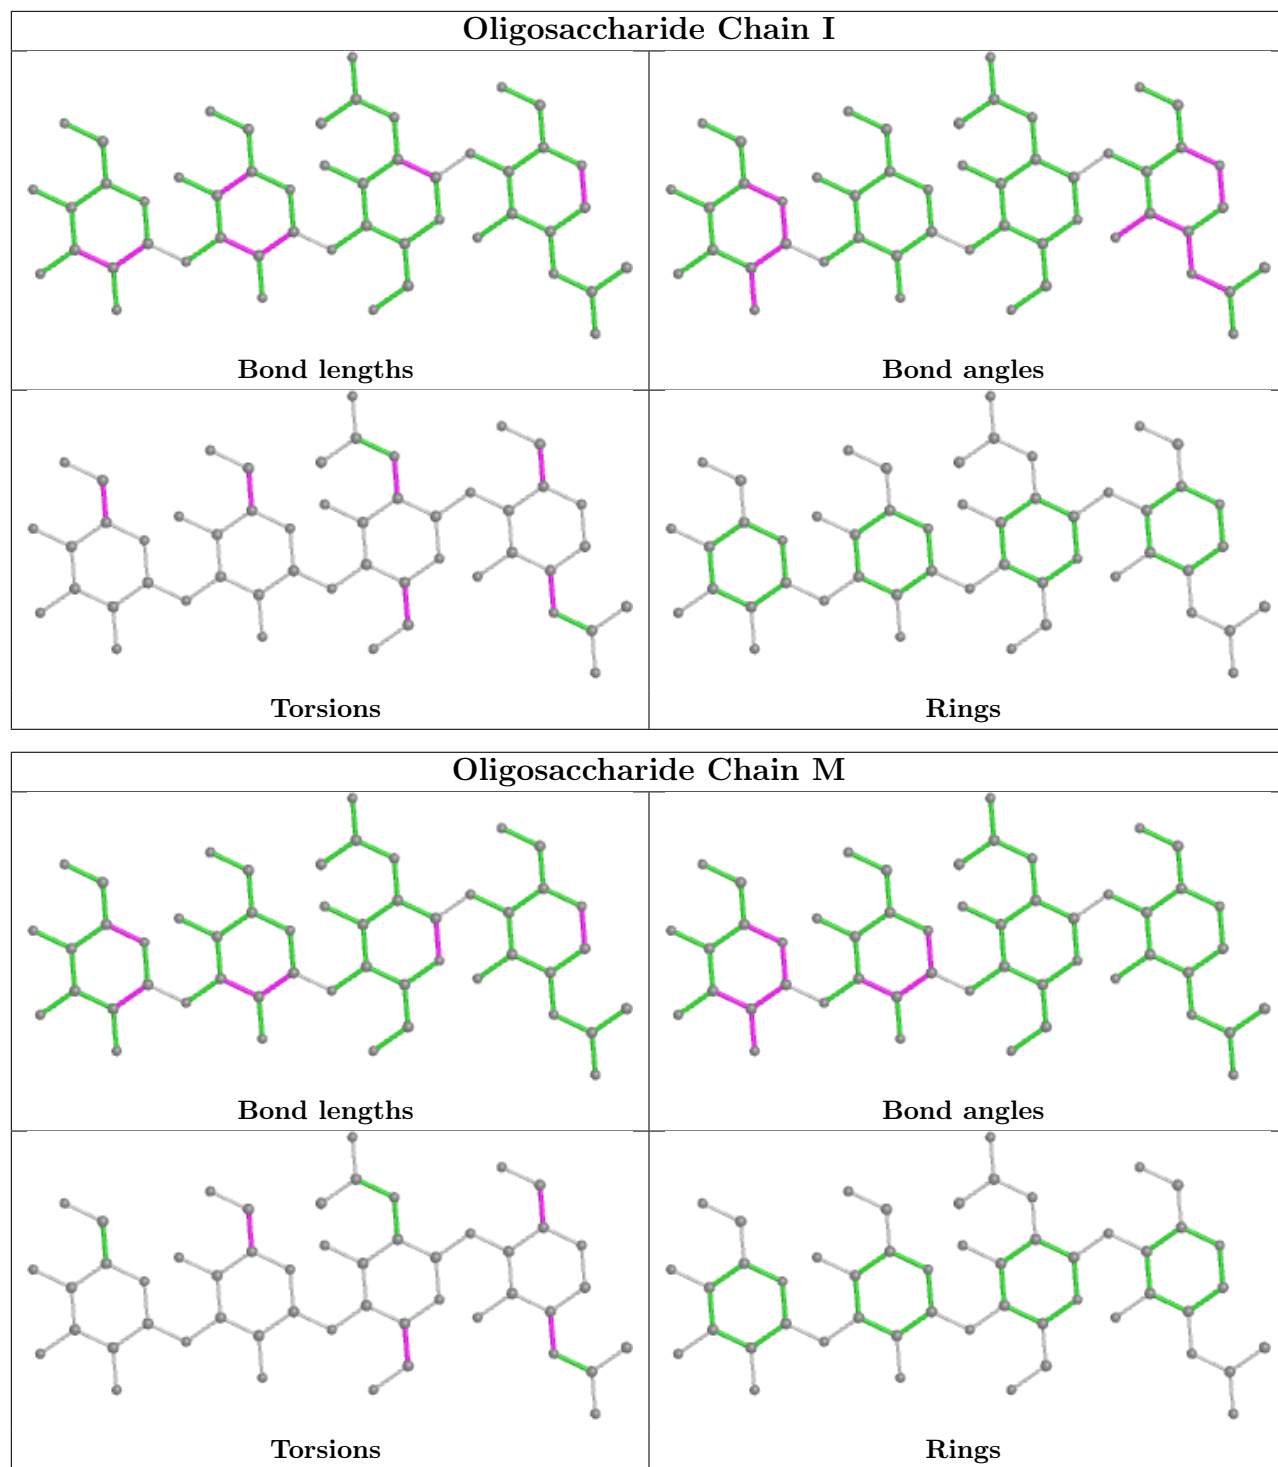 Oligosaccharide Chain I
Bond lengths
Bond angles
Torsions
Rings
Oligosaccharide Chain M
Bond lengths
Bond angles
Torsions
Rings